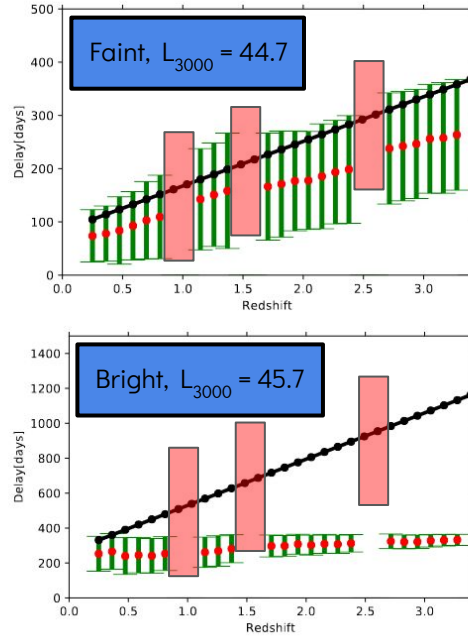 Faint, L3000 = 44.7
500
400
300
200
100
0
Delay[days]
0.0 0.5 1.0 1.5 2.0 2.5 3.0
Redshift
Bright, L3000 = 45.7
1400
1200
1000
800
600
400
200
0
Delay[days]
0.0 0.5 1.0 1.5 2.0 2.5 3.0
Redshift